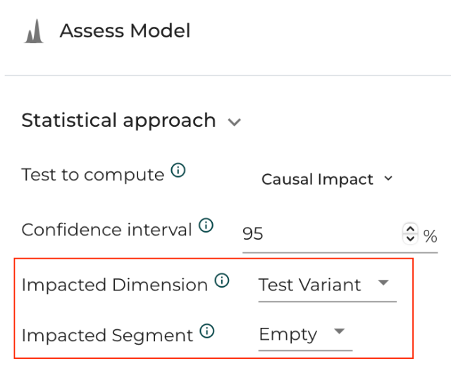 Assess Model
Statistical approach
Test to compute Causal Impact
Confidence interval 95 %
Impacted Dimension Test Variant
Impacted Segment Empty